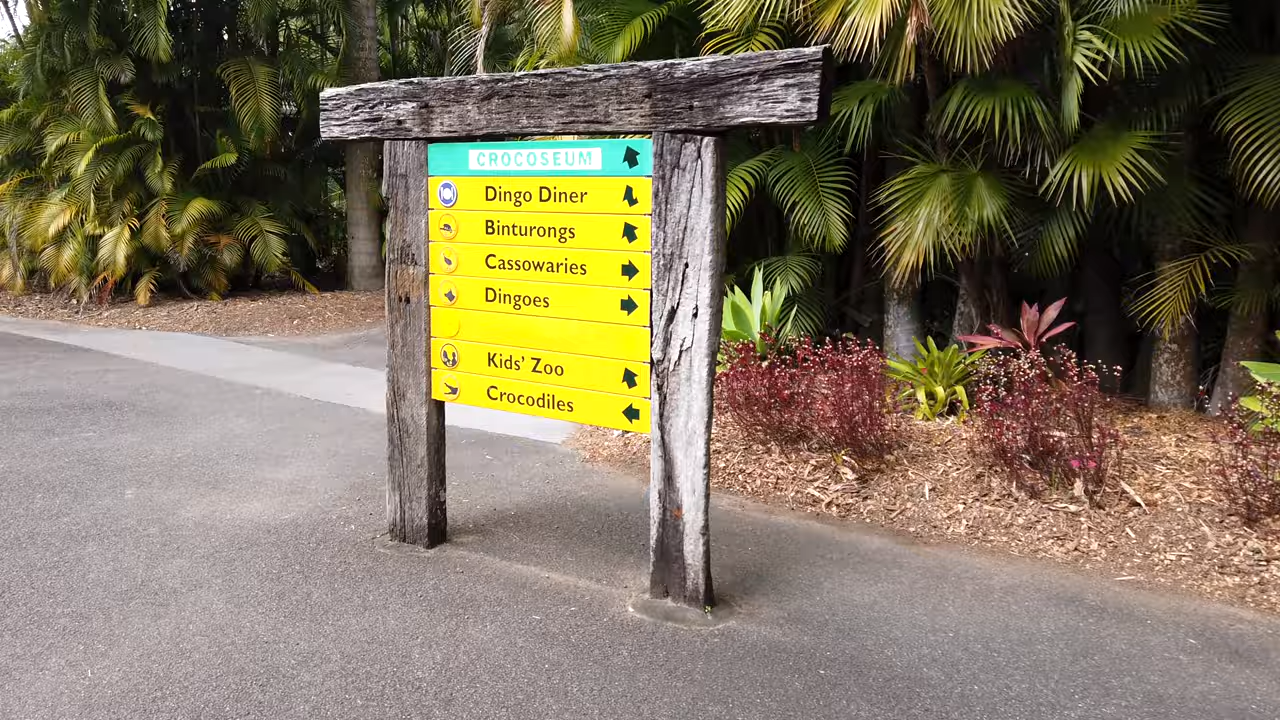 CROCOSEUM
Dingo Diner
Binturongs
Cassowaries
Dingoes
Kids' Zoo
Crocodiles